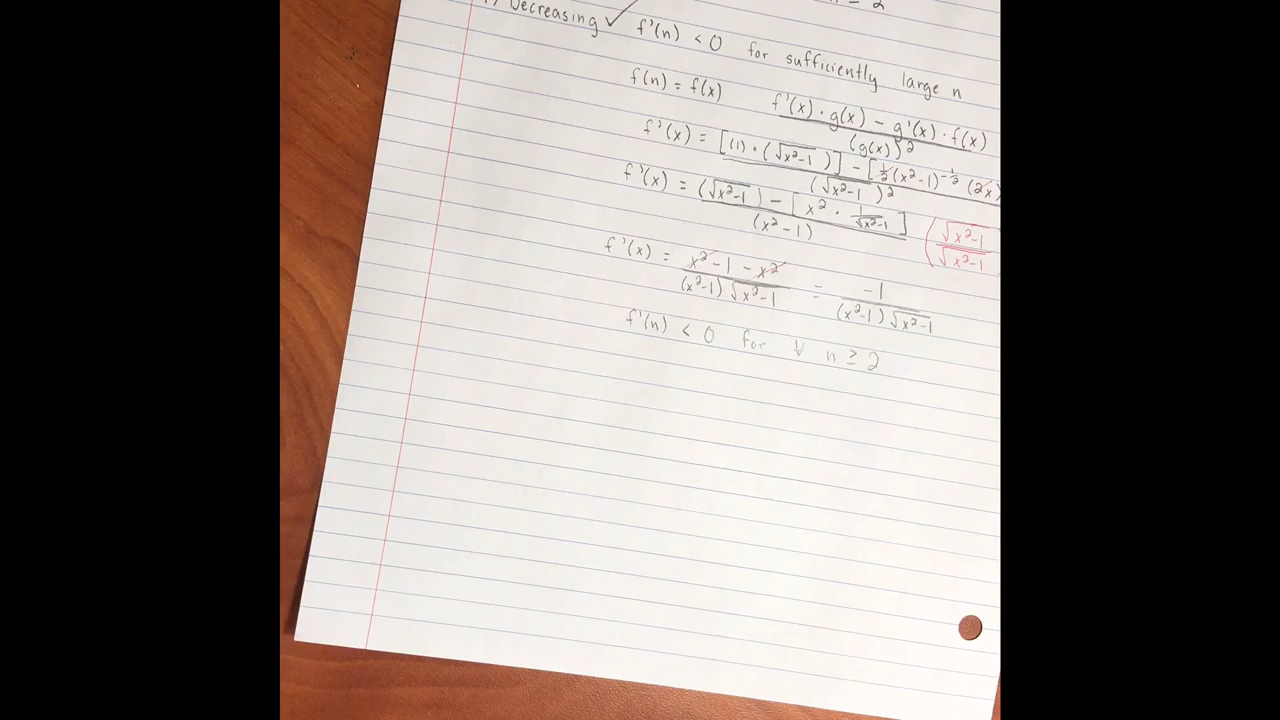 Decreasing ✓ f'(n) < 0 for sufficiently large n
f(n) = f(x) f'(x) · g(x) − g'(x) · f(x) / (g(x))²
f'(x) = [(1) · (√x²−1)] − [½(x²−1)^-½ (2x) / (√x²−1)²
f'(x) = (√x²−1) − [x² · 1/√x²−1] / (x²−1) (√x²−1 / √x²−1)
f'(x) = x²−1 − x² / (x²−1)√x²−1 = −1 / (x²−1)√x²−1
f'(n) < 0 for ∀ n ≥ 2